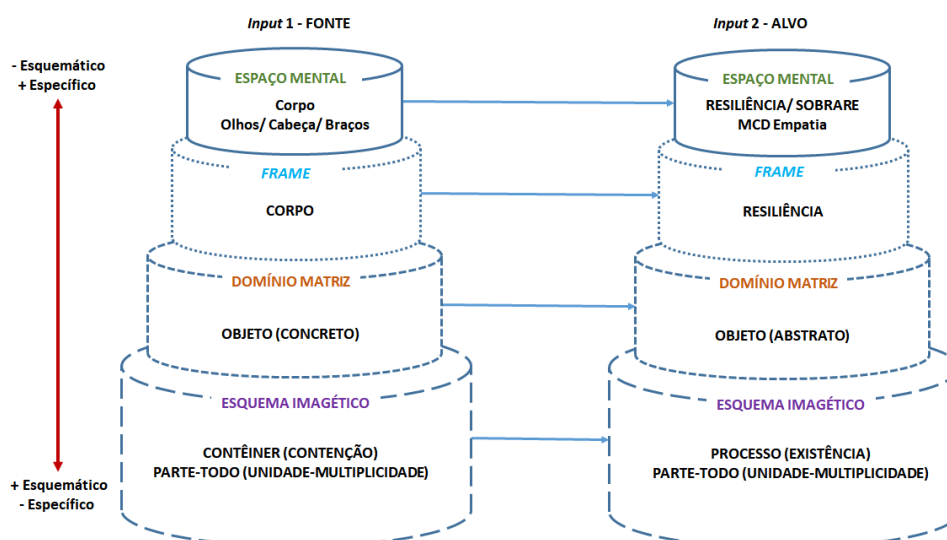 Input 1 - FONTE
Input 2 - ALVO
- Esquemático
+ Específico
ESPAÇO MENTAL
Corpo
Olhos/ Cabeça/ Braços
ESPAÇO MENTAL
RESILIÊNCIA/ SOBRARE
MCD Empatia
FRAME
CORPO
FRAME
RESILIÊNCIA
DOMÍNIO MATRIZ
OBJETO (CONCRETO)
DOMÍNIO MATRIZ
OBJETO (ABSTRATO)
ESQUEMA IMAGÉTICO
CONTÊINER (CONTENÇÃO)
PARTE-TODO (UNIDADE-MULTIPLICIDADE)
ESQUEMA IMAGÉTICO
PROCESSO (EXISTÊNCIA)
PARTE-TODO (UNIDADE-MULTIPLICIDADE)
+ Esquemático
- Específico